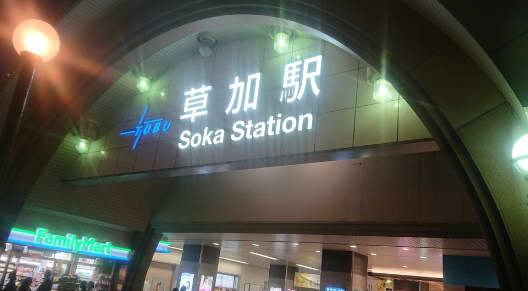 草加駅
TOBU
Soka Station
FamilyMart